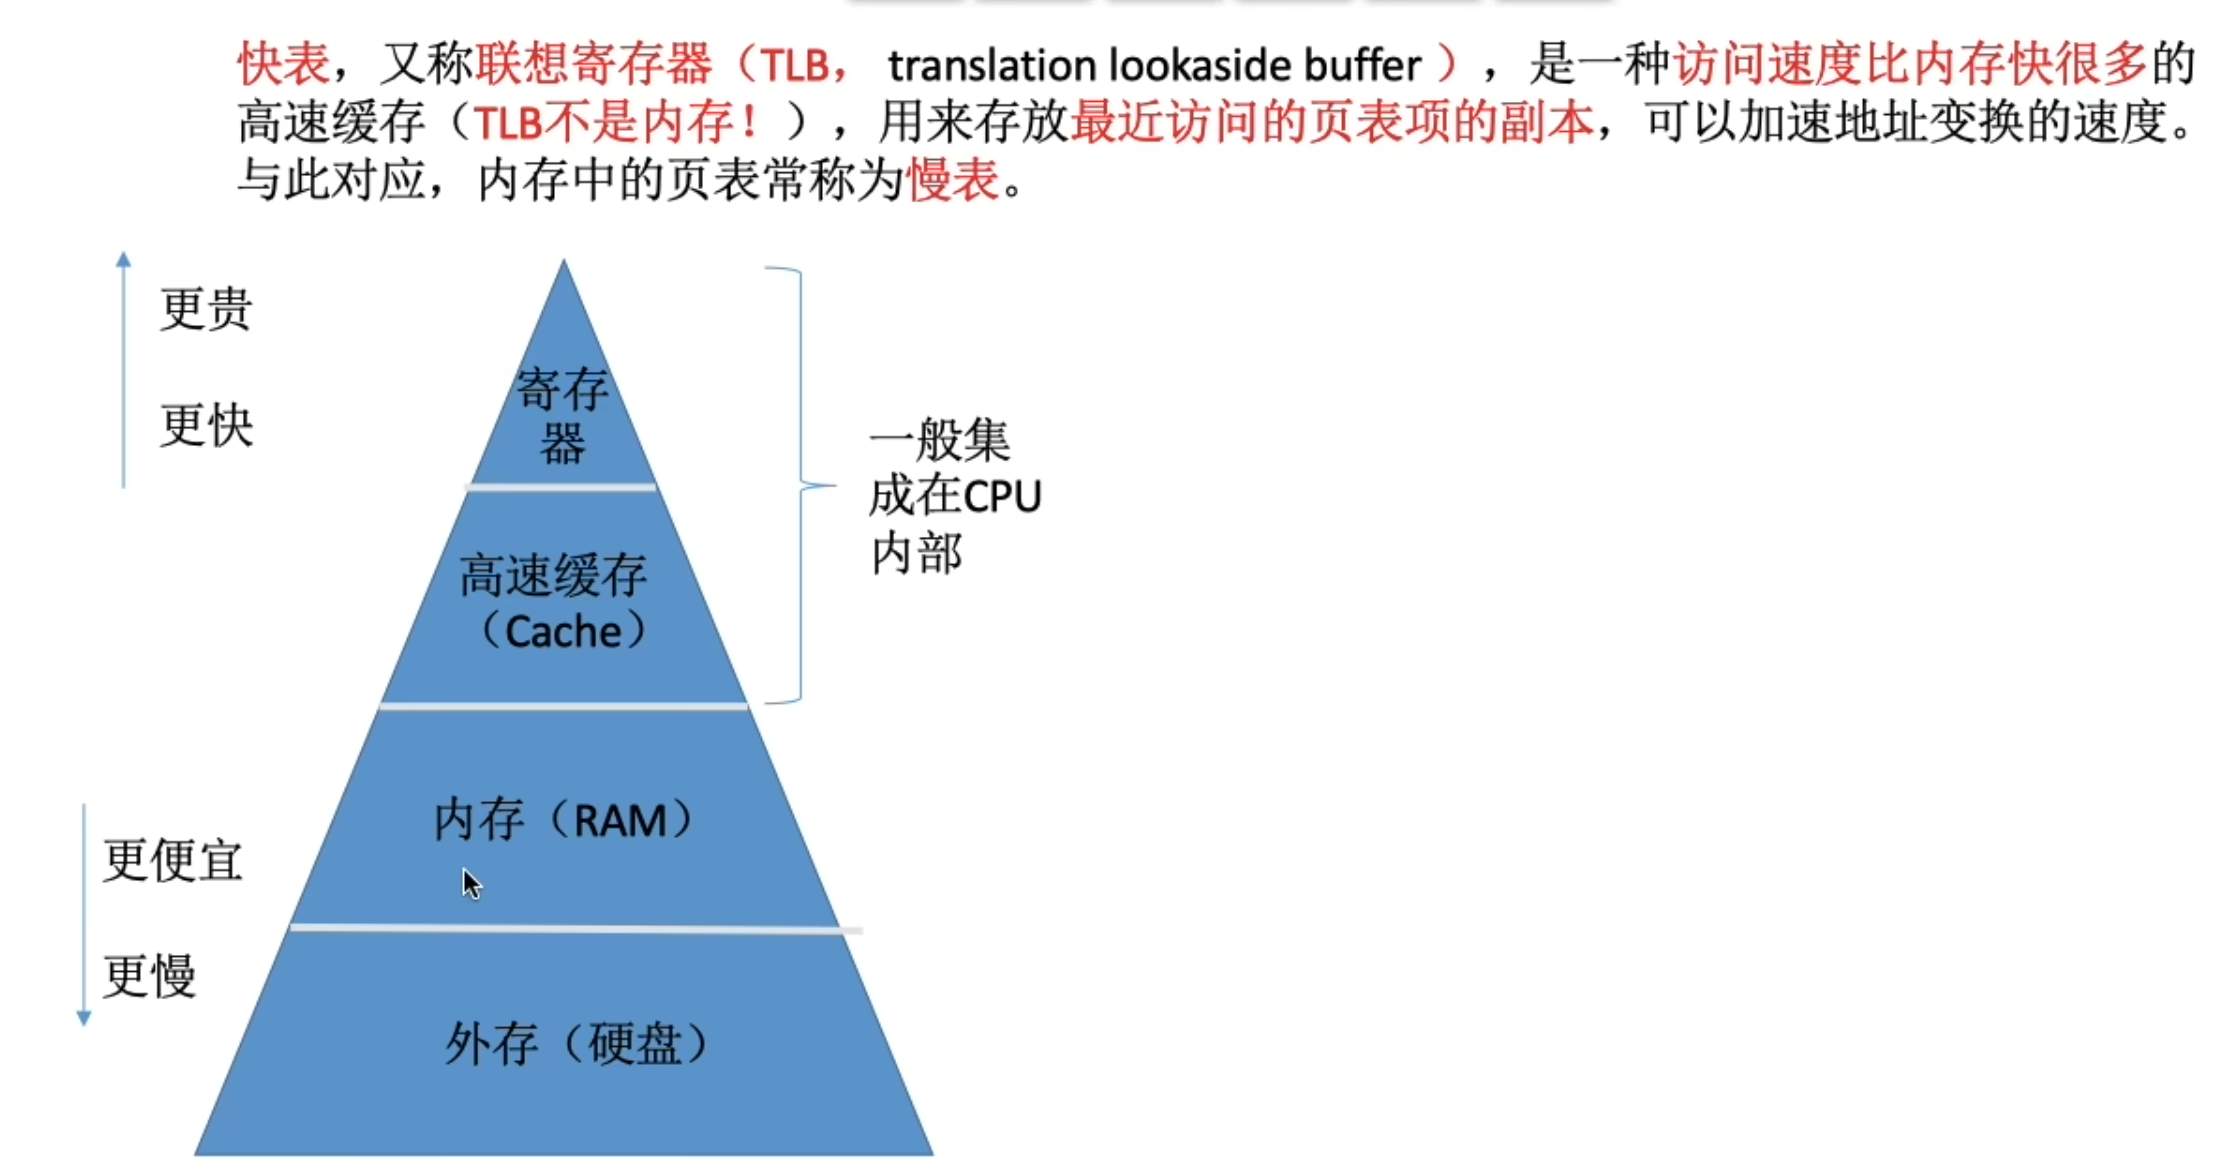 快表，又称联想寄存器（TLB， translation lookaside buffer ），是一种访问速度比内存快很多的
高速缓存（TLB不是内存！），用来存放最近访问的页表项的副本，可以加速地址变换的速度。
与此对应，内存中的页表常称为慢表。
更贵
更快
寄存
器
高速缓存
（Cache）
一般集
成在CPU
内部
内存（RAM）
更便宜
更慢
外存（硬盘）